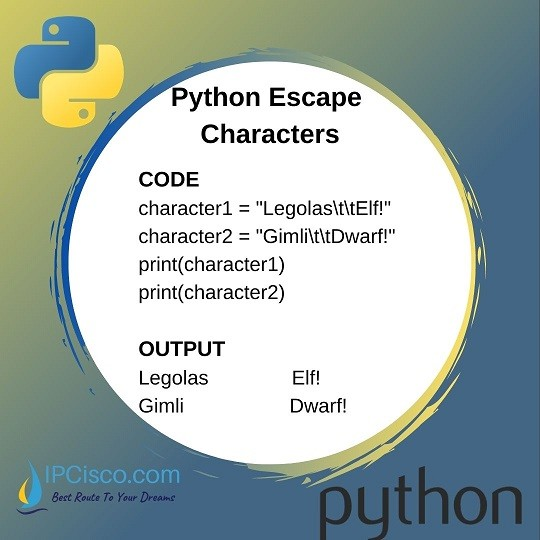 Python Escape
Characters
CODE
character1 = "Legolas\t\tElf!"
character2 = "Gimli\t\tDwarf!"
print(character1)
print(character2)
OUTPUT
Legolas Elf!
Gimli Dwarf!
IPCisco.com
Best Route To Your Dreams
python